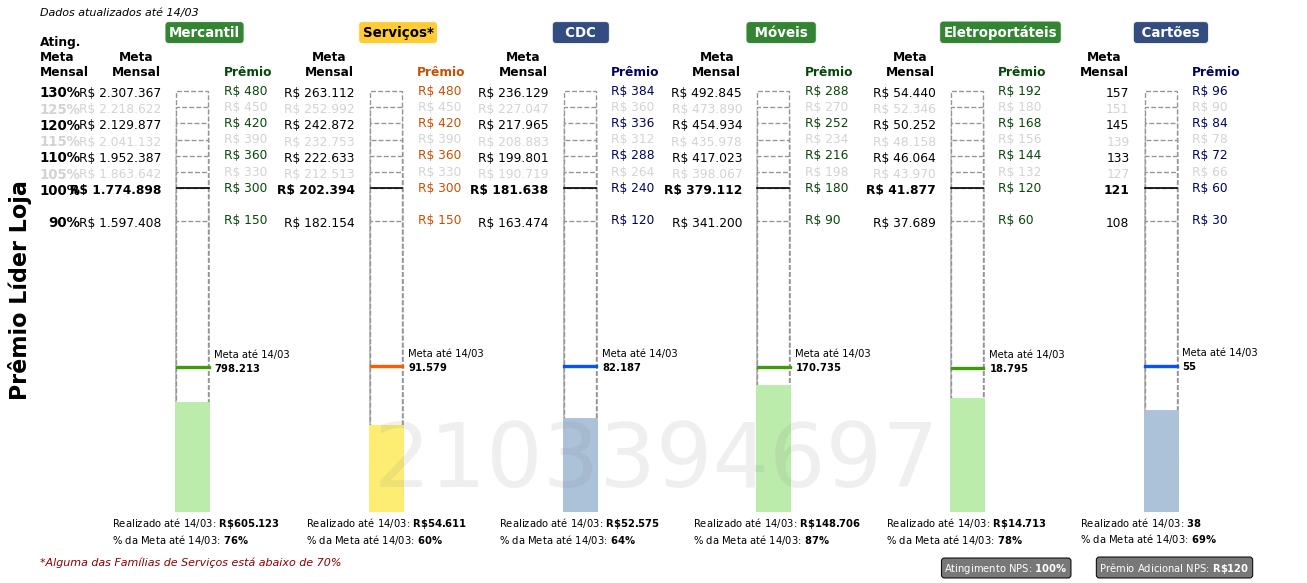 Dados atualizados até 14/03
Mercantil Serviços* CDC Móveis Eletroportáteis Cartões
Ating.
Meta Meta Meta Meta Meta Meta Meta
Mensal Mensal Prêmio Mensal Prêmio Mensal Prêmio Mensal Prêmio Mensal Prêmio Mensal Prêmio
130% R$ 2.307.367 R$ 480 R$ 263.112 R$ 480 R$ 236.129 R$ 384 R$ 492.845 R$ 288 R$ 54.440 R$ 192 157 R$ 96
125% R$ 2.218.622 R$ 450 R$ 252.992 R$ 450 R$ 227.047 R$ 360 R$ 473.890 R$ 270 R$ 52.346 R$ 180 151 R$ 90
120% R$ 2.129.877 R$ 420 R$ 242.872 R$ 420 R$ 217.965 R$ 336 R$ 454.934 R$ 252 R$ 50.252 R$ 168 145 R$ 84
115% R$ 2.041.132 R$ 390 R$ 232.753 R$ 390 R$ 208.883 R$ 312 R$ 435.978 R$ 234 R$ 48.158 R$ 156 139 R$ 78
110% R$ 1.952.387 R$ 360 R$ 222.633 R$ 360 R$ 199.801 R$ 288 R$ 417.023 R$ 216 R$ 46.064 R$ 144 133 R$ 72
105% R$ 1.863.642 R$ 330 R$ 212.513 R$ 330 R$ 190.719 R$ 264 R$ 398.067 R$ 198 R$ 43.970 R$ 132 127 R$ 66
100% R$ 1.774.898 R$ 300 R$ 202.394 R$ 300 R$ 181.638 R$ 240 R$ 379.112 R$ 180 R$ 41.877 R$ 120 121 R$ 60
90% R$ 1.597.408 R$ 150 R$ 182.154 R$ 150 R$ 163.474 R$ 120 R$ 341.200 R$ 90 R$ 37.689 R$ 60 108 R$ 30
Prêmio Líder Loja
Meta até 14/03 Meta até 14/03 Meta até 14/03 Meta até 14/03 Meta até 14/03 Meta até 14/03
798.213 91.579 82.187 170.735 18.795 55
2103394697
Realizado até 14/03: R$605.123 Realizado até 14/03: R$54.611 Realizado até 14/03: R$52.575 Realizado até 14/03: R$148.706 Realizado até 14/03: R$14.713 Realizado até 14/03: 38
% da Meta até 14/03: 76% % da Meta até 14/03: 60% % da Meta até 14/03: 64% % da Meta até 14/03: 87% % da Meta até 14/03: 78% % da Meta até 14/03: 69%
*Alguma das Famílias de Serviços está abaixo de 70% Atingimento NPS: 100% Prêmio Adicional NPS: R$120